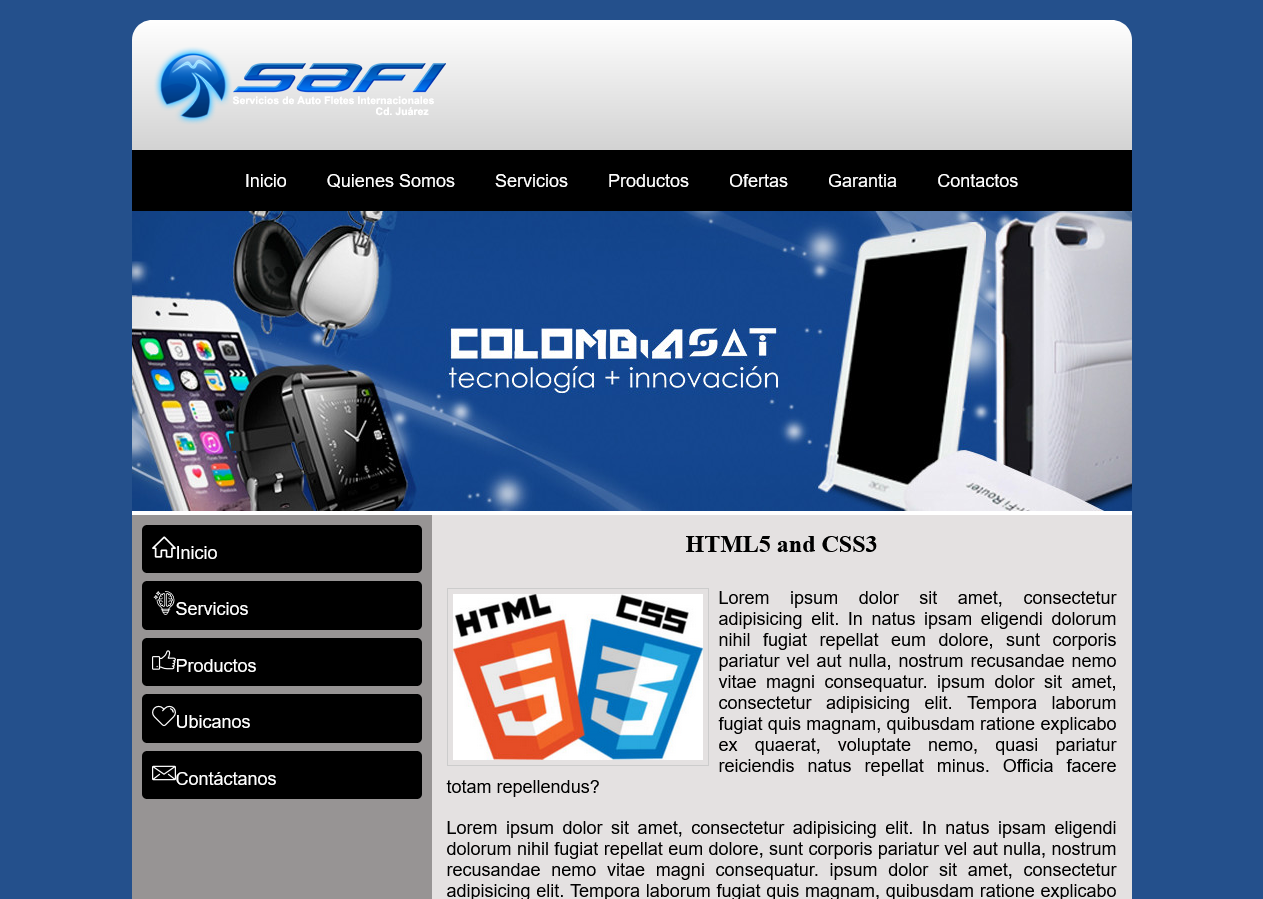 SAFI
Servicios de Auto Fletes Internacionales
Cd. Juárez
Inicio Quienes Somos Servicios Productos Ofertas Garantia Contactos
COLOMBIASAT
tecnología + innovación
Inicio
Servicios
Productos
Ubicanos
Contáctanos
HTML5 and CSS3
HTML CSS
5 3
Lorem ipsum dolor sit amet, consectetur
adipisicing elit. In natus ipsam eligendi dolorum
nihil fugiat repellat eum dolore, sunt corporis
pariatur vel aut nulla, nostrum recusandae nemo
vitae magni consequatur. ipsum dolor sit amet,
consectetur adipisicing elit. Tempora laborum
fugiat quis magnam, quibusdam ratione explicabo
ex quaerat, voluptate nemo, quasi pariatur
reiciendis natus repellat minus. Officia facere
totam repellendus?
Lorem ipsum dolor sit amet, consectetur adipisicing elit. In natus ipsam eligendi
dolorum nihil fugiat repellat eum dolore, sunt corporis pariatur vel aut nulla, nostrum
recusandae nemo vitae magni consequatur. ipsum dolor sit amet, consectetur
adipisicing elit. Tempora laborum fugiat quis magnam, quibusdam ratione explicabo